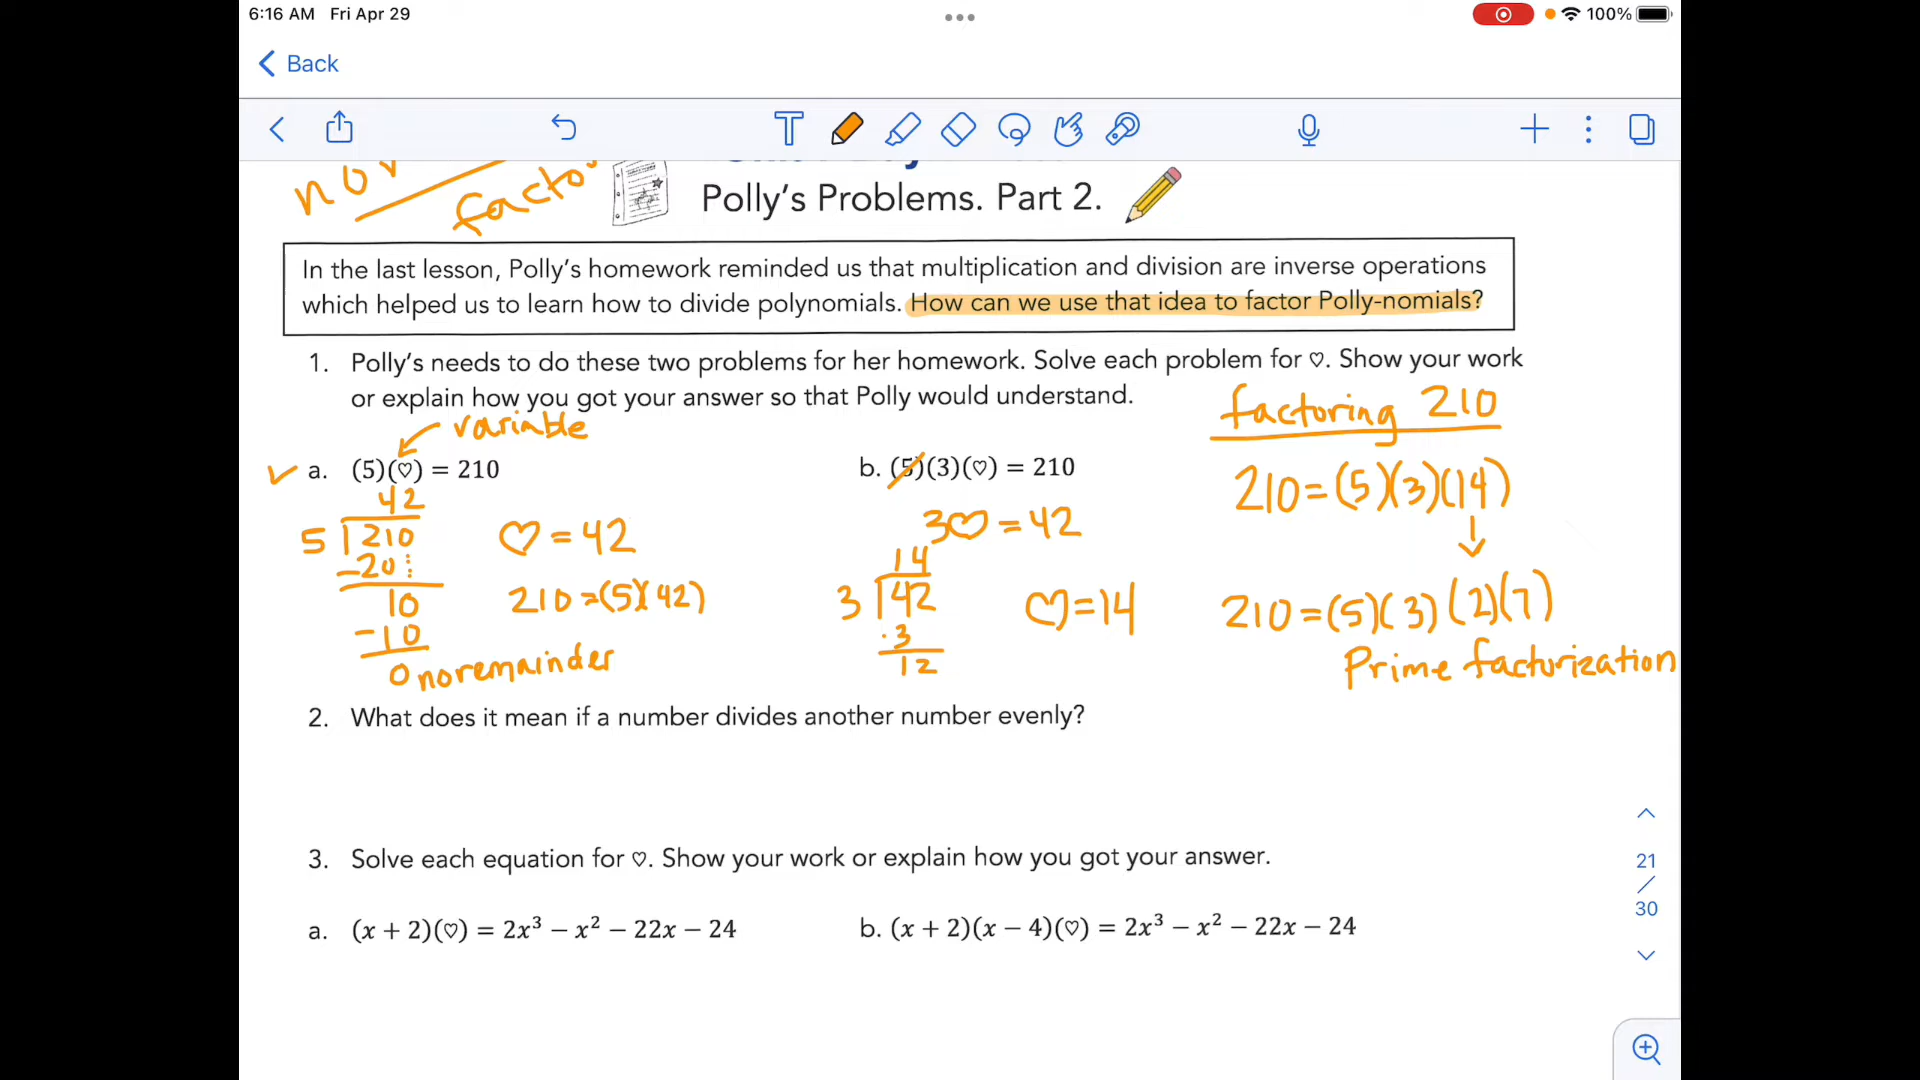 6:16 AM Fri Apr 29
100%
Back
Polly's Problems. Part 2.
In the last lesson, Polly's homework reminded us that multiplication and division are inverse operations
which helped us to learn how to divide polynomials. How can we use that idea to factor Polly-nomials?
1. Polly's needs to do these two problems for her homework. Solve each problem for ♡. Show your work
or explain how you got your answer so that Polly would understand.
factoring 210
variable
a. (5)(♡) = 210
b. (5)(3)(♡) = 210
210=(5)(3)(14)
42
5 210
-20
10
-10
0 no remainder
♡ = 42
210=(5)(42)
3♡ = 42
14
3 42
-3
12
♡=14
210=(5)(3)(2)(7)
Prime facturization
2. What does it mean if a number divides another number evenly?
3. Solve each equation for ♡. Show your work or explain how you got your answer.
a. (x + 2)(♡) = 2x³ − x² − 22x − 24
b. (x + 2)(x − 4)(♡) = 2x³ − x² − 22x − 24
21
/
30